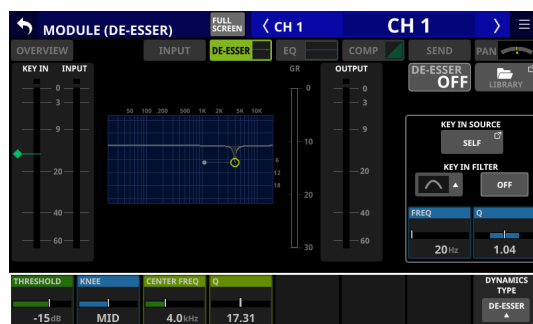 MODULE (DE-ESSER)
FULL
SCREEN
CH 1
CH 1
OVERVIEW
INPUT
DE-ESSER
EQ
COMP
SEND
PAN
KEY IN
INPUT
GR
OUTPUT
DE-ESSER
OFF
LIBRARY
0
3
9
20
40
60
50 100 200 500 1K 2K 5K 10K
6
12
18
0
10
20
30
0
3
9
20
40
60
KEY IN SOURCE
SELF
KEY IN FILTER
OFF
FREQ
Q
20Hz
1.04
THRESHOLD
KNEE
CENTER FREQ
Q
DYNAMICS
TYPE
-15dB
MID
4.0kHz
17.31
DE-ESSER